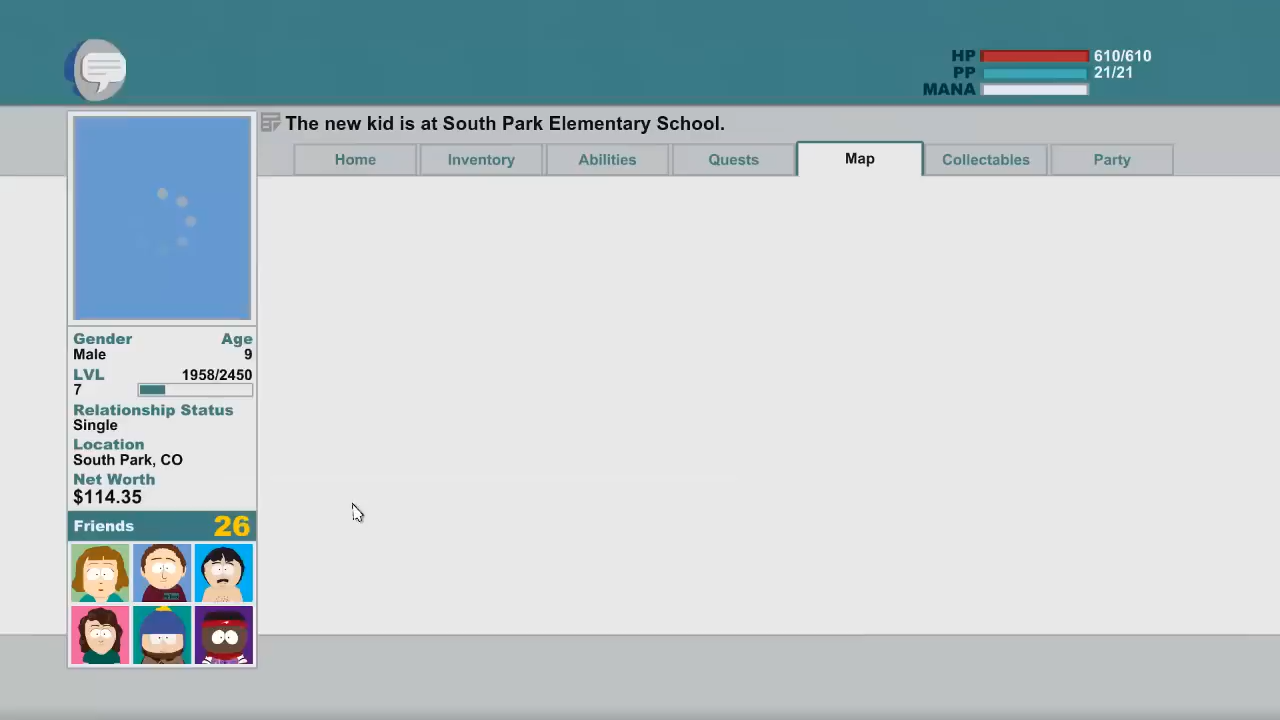 HP 610/610
PP 21/21
MANA
The new kid is at South Park Elementary School.
Home Inventory Abilities Quests Map Collectables Party
Gender Age
Male 9
LVL 1958/2450
7
Relationship Status
Single
Location
South Park, CO
Net Worth
$114.35
Friends 26